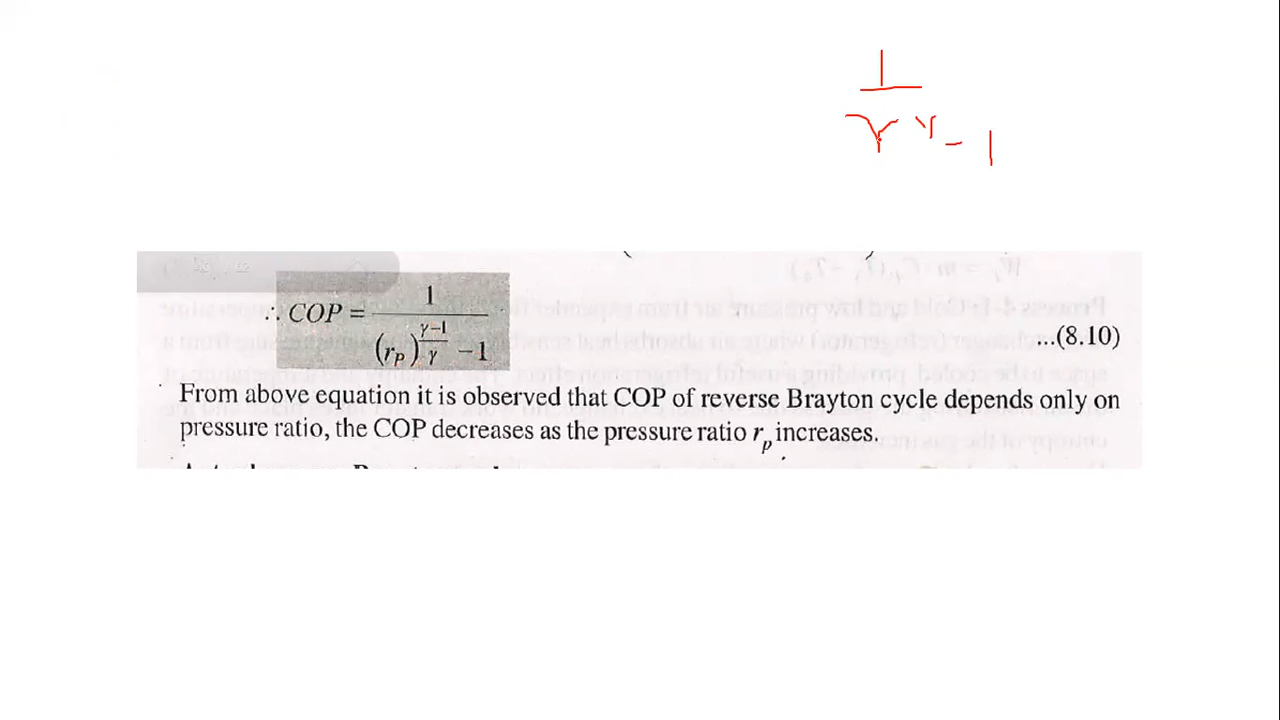 1
γ^γ - 1
∴ COP = 1 / ((r_P)^((γ-1)/γ) - 1) ...(8.10)
From above equation it is observed that COP of reverse Brayton cycle depends only on
pressure ratio, the COP decreases as the pressure ratio r_p increases.